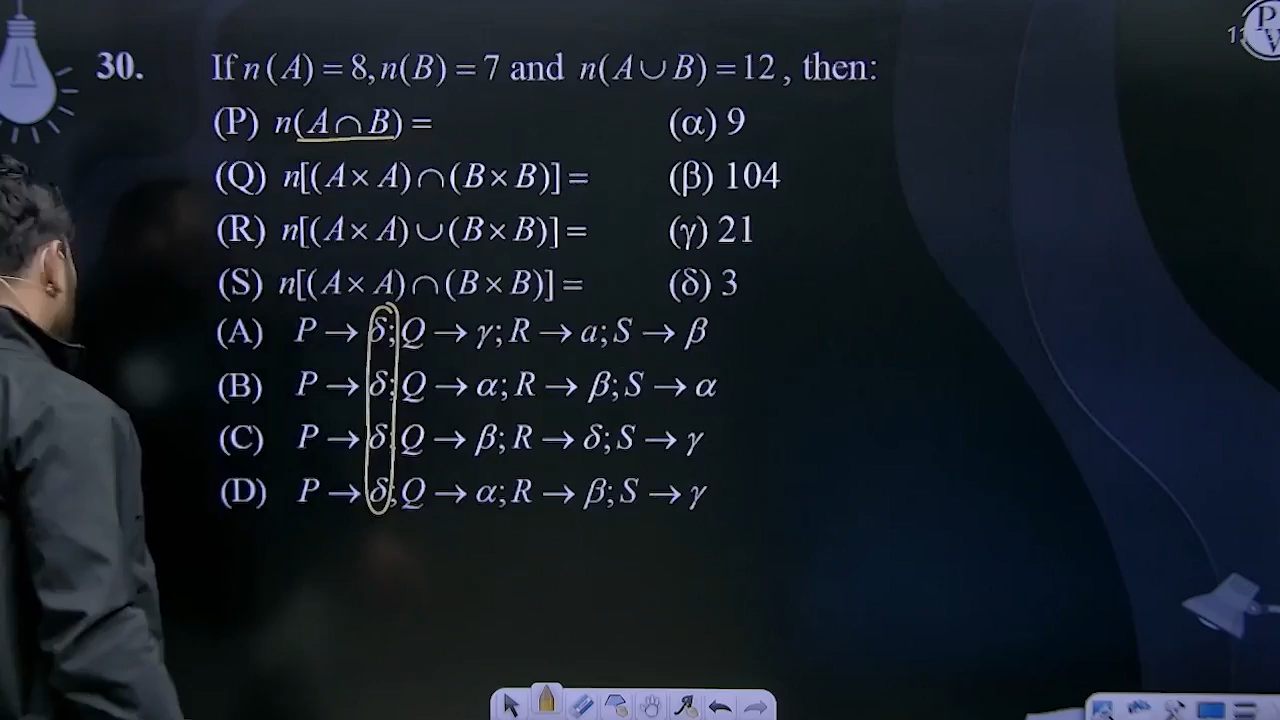 30. If n(A) = 8, n(B) = 7 and n(A∪B) = 12, then:
(P) n(A∩B) = (α) 9
(Q) n[(A×A)∩(B×B)] = (β) 104
(R) n[(A×A)∪(B×B)] = (γ) 21
(S) n[(A×A)∩(B×B)] = (δ) 3
(A) P → δ; Q → γ; R → a; S → β
(B) P → δ; Q → α; R → β; S → α
(C) P → δ; Q → β; R → δ; S → γ
(D) P → δ; Q → α; R → β; S → γ